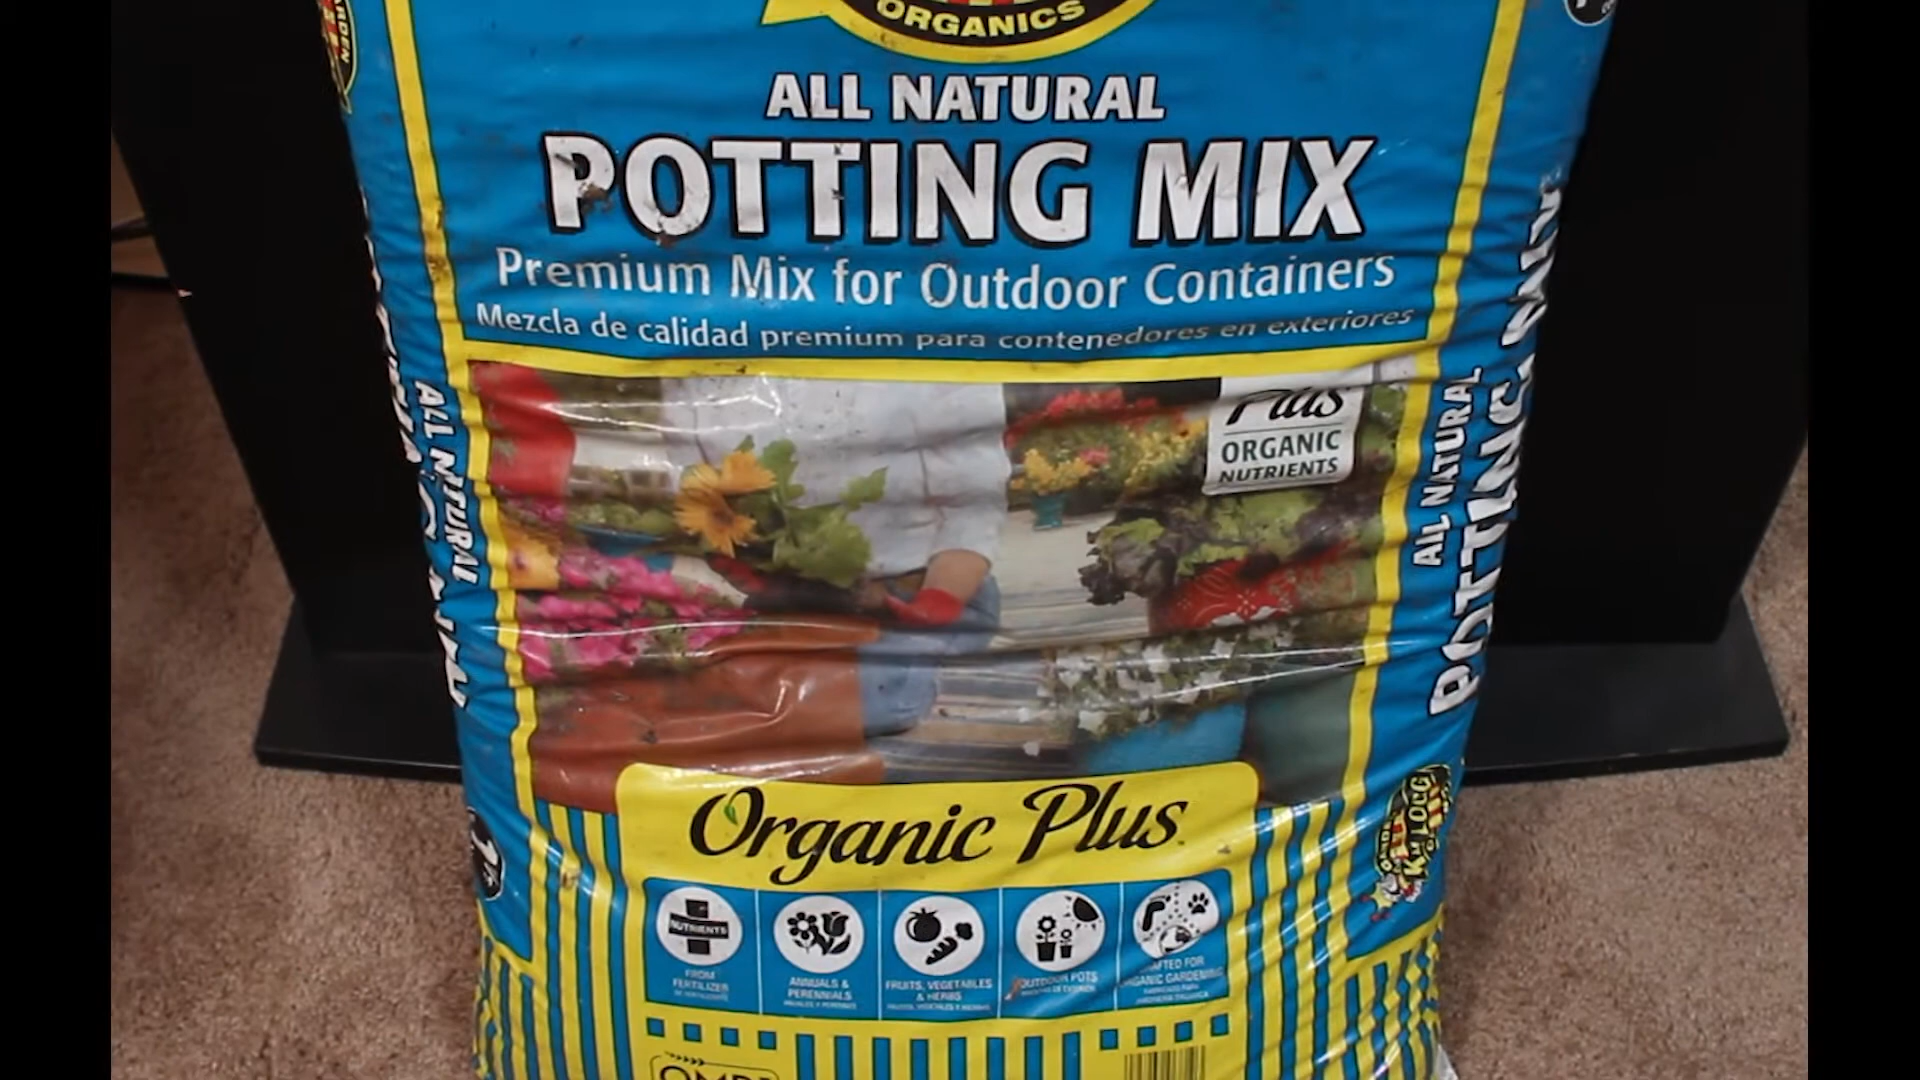 ORGANICS
ALL NATURAL
POTTING MIX
Premium Mix for Outdoor Containers
Mezcla de calidad premium para contenedores en exteriores
Plus
ORGANIC
NUTRIENTS
ALL NATURAL
ALL NATURAL
POTTING MIX
Organic Plus
NUTRIENTS
FROM
FERTILIZER
ANNUALS &
PERENNIALS
FRUITS, VEGETABLES
& HERBS
OUTDOOR POTS
CRAFTED FOR
ORGANIC GARDENING